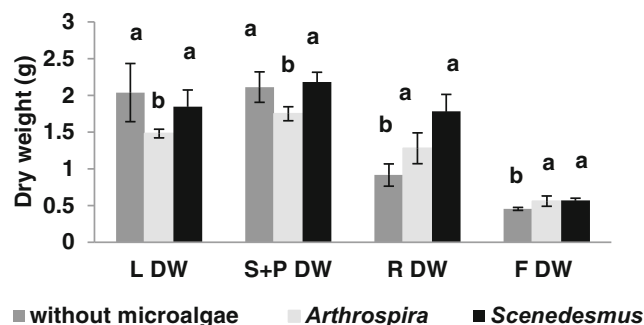 Dry weight (g)
3
2.5
2
1.5
1
0.5
0
a b a
a b a
b a a
b a a
L DW S+P DW R DW F DW
without microalgae Arthrospira Scenedesmus